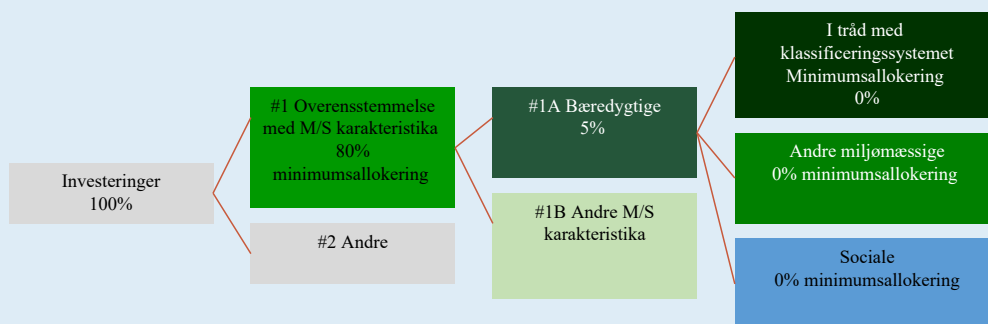 Investeringer
100%
#1 Overensstemmelse
med M/S karakteristika
80%
minimumsallokering
#2 Andre
#1A Bæredygtige
5%
#1B Andre M/S
karakteristika
I tråd med
klassificeringssystemet
Minimumsallokering
0%
Andre miljømæssige
0% minimumsallokering
Sociale
0% minimumsallokering